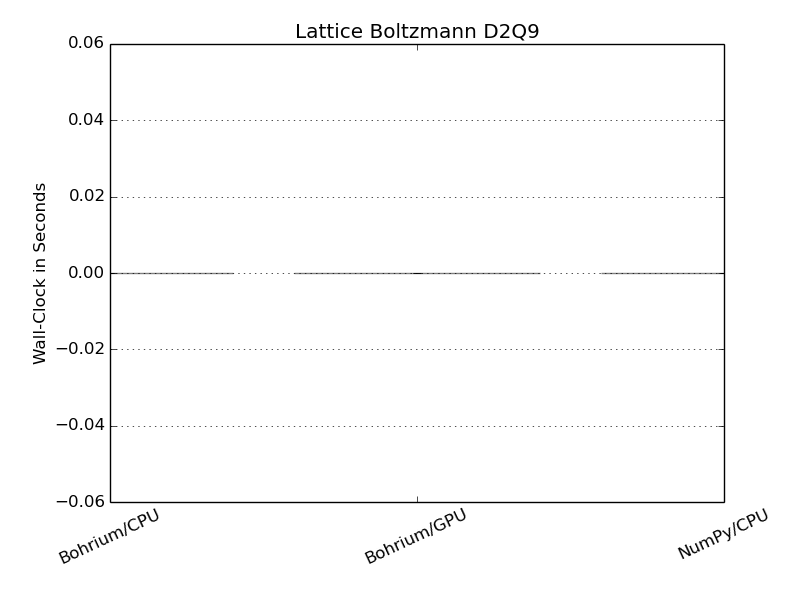 Lattice Boltzmann D2Q9
0.06
0.04
0.02
0.00
−0.02
−0.04
−0.06
Wall-Clock in Seconds
Bohrium/CPU
Bohrium/GPU
NumPy/CPU